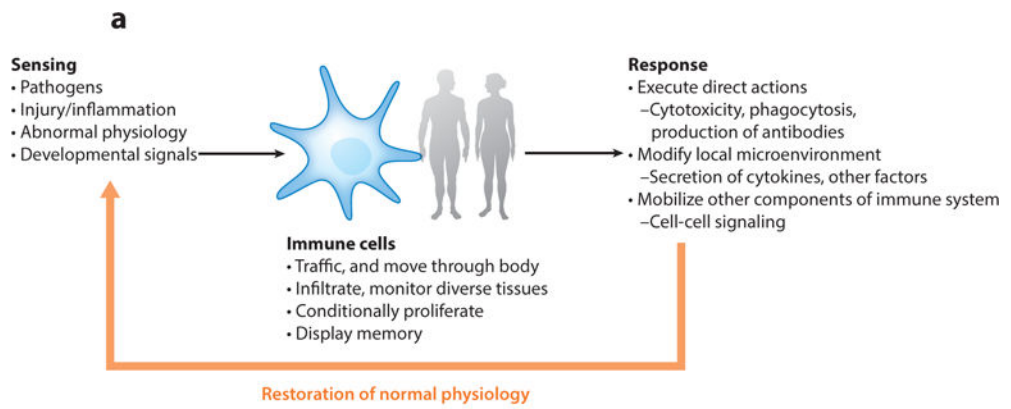 a
Sensing
• Pathogens
• Injury/inflammation
• Abnormal physiology
• Developmental signals
Immune cells
• Traffic, and move through body
• Infiltrate, monitor diverse tissues
• Conditionally proliferate
• Display memory
Response
• Execute direct actions
–Cytotoxicity, phagocytosis,
production of antibodies
• Modify local microenvironment
–Secretion of cytokines, other factors
• Mobilize other components of immune system
–Cell-cell signaling
Restoration of normal physiology